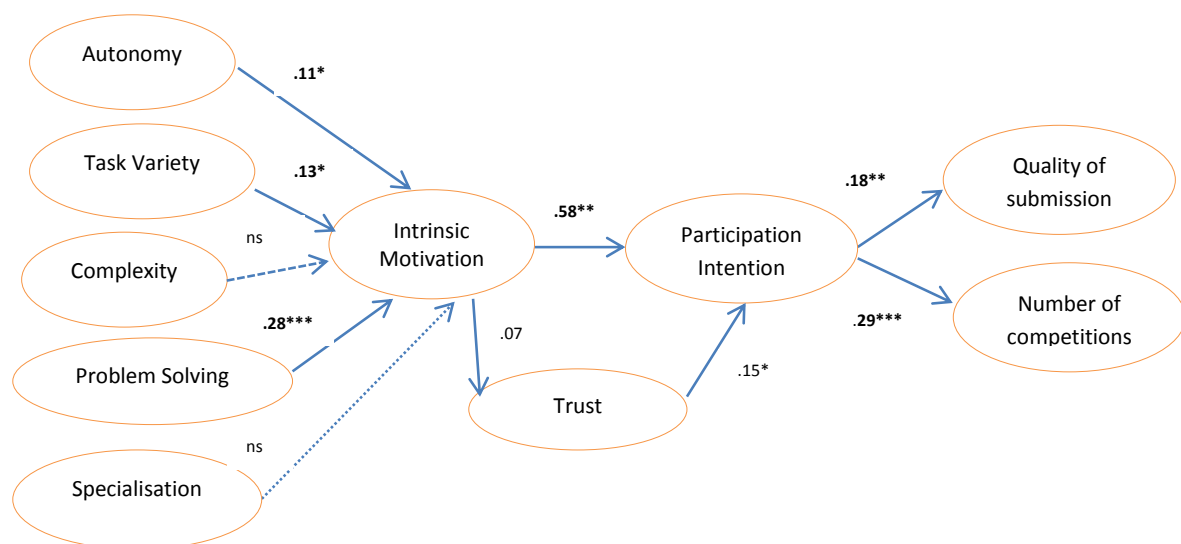 Autonomy
.11*
Task Variety
.13*
ns
Complexity
.28***
Problem Solving
ns
Specialisation
Intrinsic
Motivation
.58**
.07
Trust
.15*
Participation
Intention
.18**
Quality of
submission
.29***
Number of
competitions